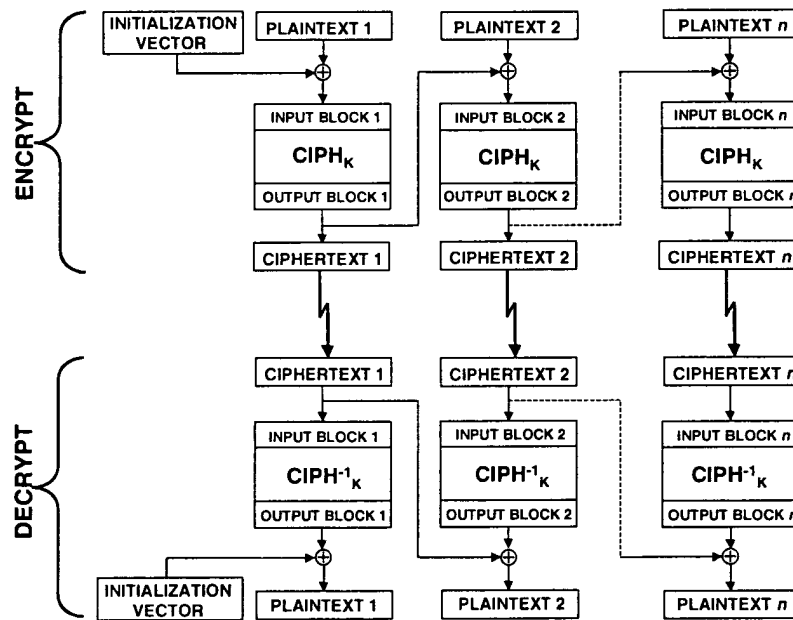 INITIALIZATION
VECTOR
PLAINTEXT 1
PLAINTEXT 2
PLAINTEXT n
ENCRYPT
INPUT BLOCK 1
INPUT BLOCK 2
INPUT BLOCK n
CIPHK
CIPHK
CIPHK
OUTPUT BLOCK 1
OUTPUT BLOCK 2
OUTPUT BLOCK n
CIPHERTEXT 1
CIPHERTEXT 2
CIPHERTEXT n
DECRYPT
CIPHERTEXT 1
CIPHERTEXT 2
CIPHERTEXT n
INPUT BLOCK 1
INPUT BLOCK 2
INPUT BLOCK n
CIPH-1K
CIPH-1K
CIPH-1K
OUTPUT BLOCK 1
OUTPUT BLOCK 2
OUTPUT BLOCK n
INITIALIZATION
VECTOR
PLAINTEXT 1
PLAINTEXT 2
PLAINTEXT n